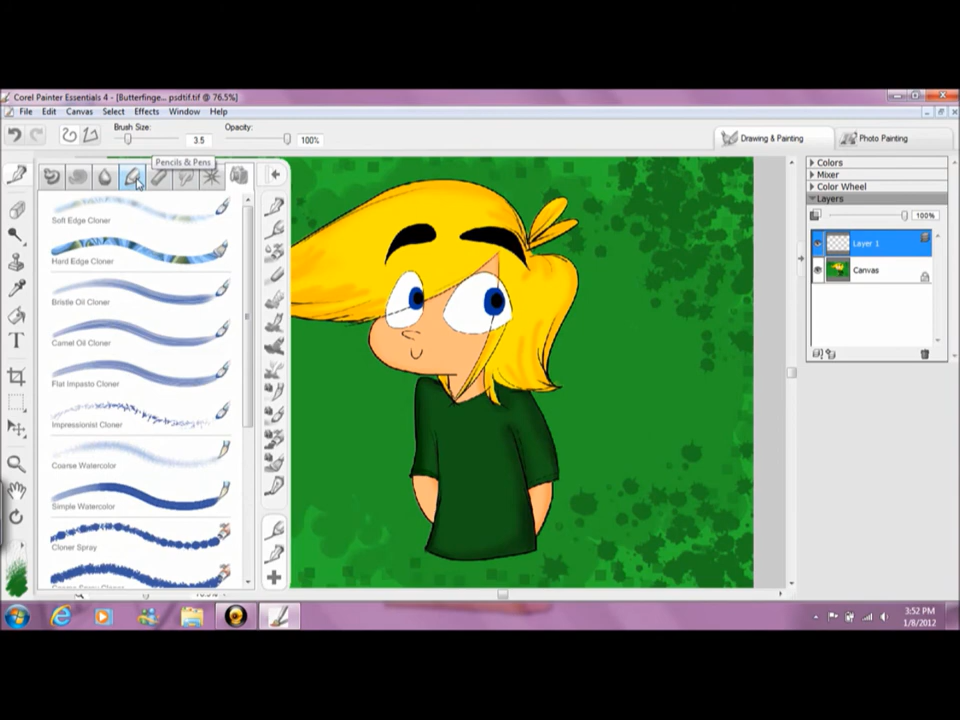 Corel Painter Essentials 4 - [Butterfinge... psdtif.tif @ 76.5%]
File Edit Canvas Select Effects Window Help
Brush Size: 3.5 Opacity: 100%
Drawing & Painting Photo Painting
Pencils & Pens
Colors
Mixer
Color Wheel
Layers
100%
Layer 1
Canvas
Soft Edge Cloner
Hard Edge Cloner
Bristle Oil Cloner
Camel Oil Cloner
Flat Impasto Cloner
Impressionist Cloner
Coarse Watercolor
Simple Watercolor
Cloner Spray
3:52 PM
1/8/2012